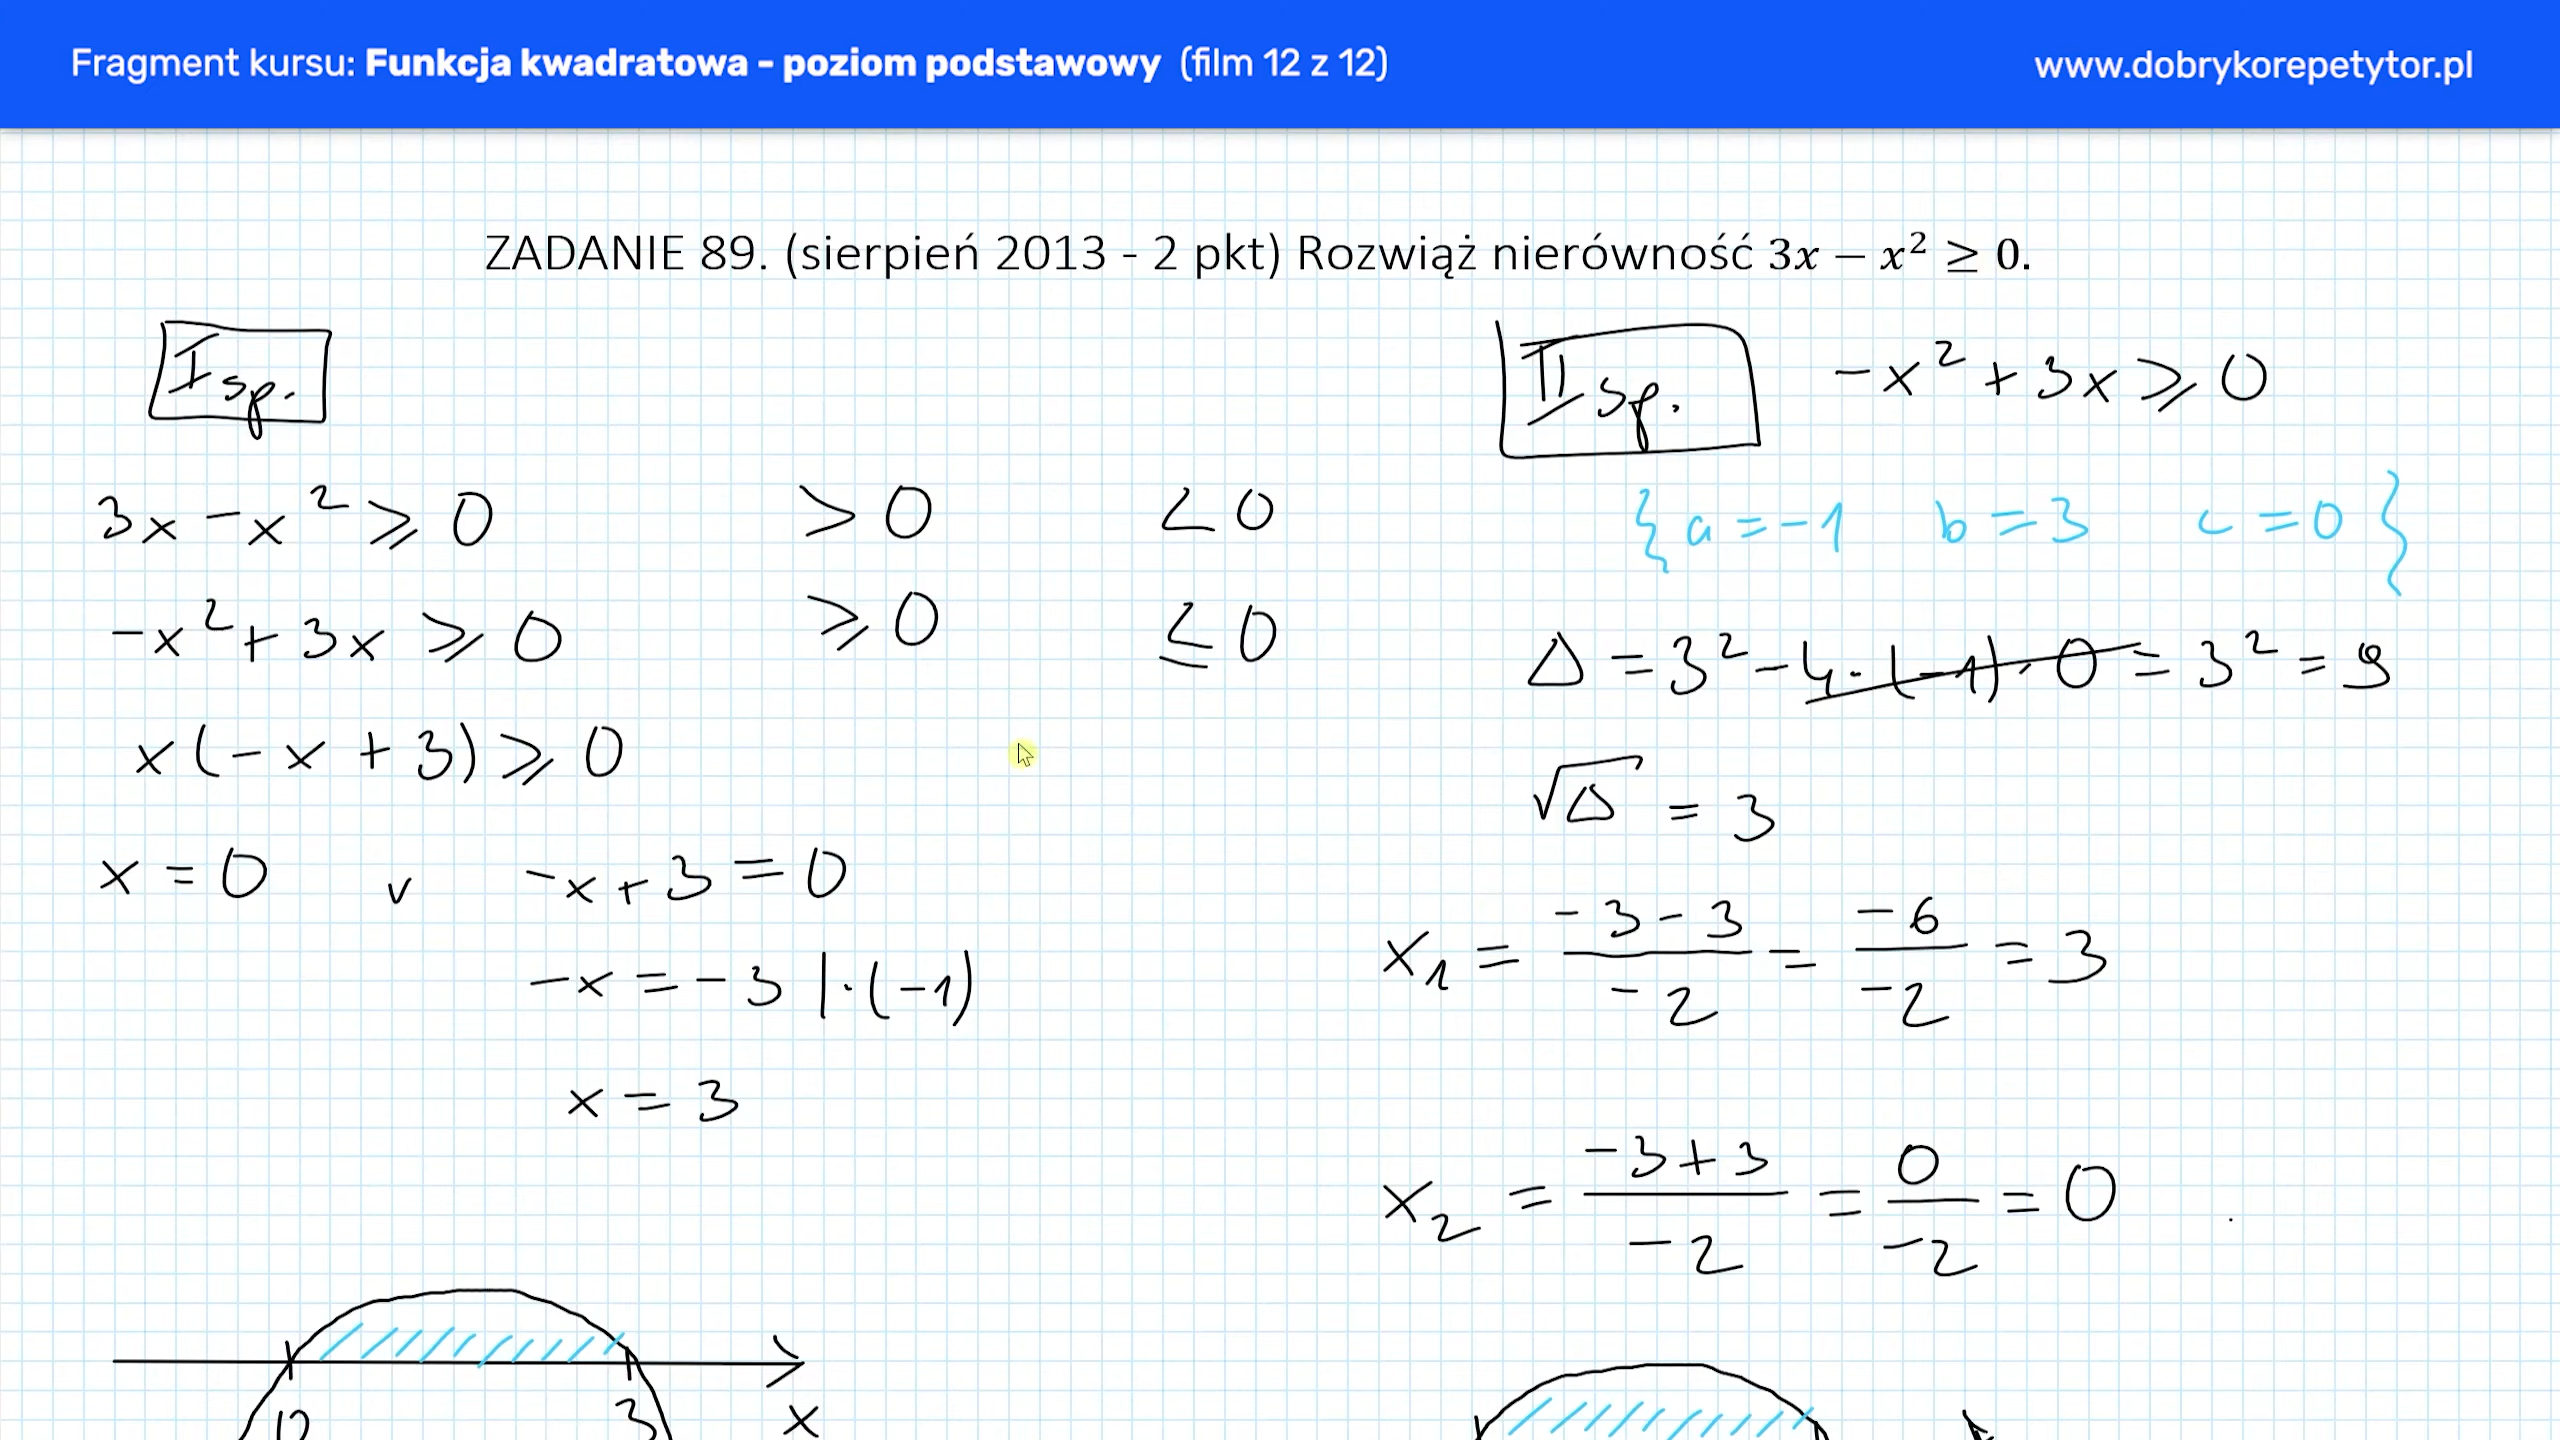 Fragment kursu: Funkcja kwadratowa - poziom podstawowy (film 12 z 12)
www.dobrykorepetytor.pl
ZADANIE 89. (sierpień 2013 - 2 pkt) Rozwiąż nierówność 3x − x² ≥ 0.
I sp.
3x − x² ≥ 0
−x² + 3x ≥ 0
x(−x + 3) ≥ 0
x = 0 v −x + 3 = 0
−x = −3 |·(−1)
x = 3
0 3 x
> 0 < 0
≥ 0 ≤ 0
II sp. −x² + 3x ≥ 0
{ a = −1 b = 3 c = 0 }
Δ = 3² − 4·(−1)·0 = 3² = 9
√Δ = 3
x₁ = (−3−3)/(−2) = (−6)/(−2) = 3
x₂ = (−3+3)/(−2) = 0/(−2) = 0